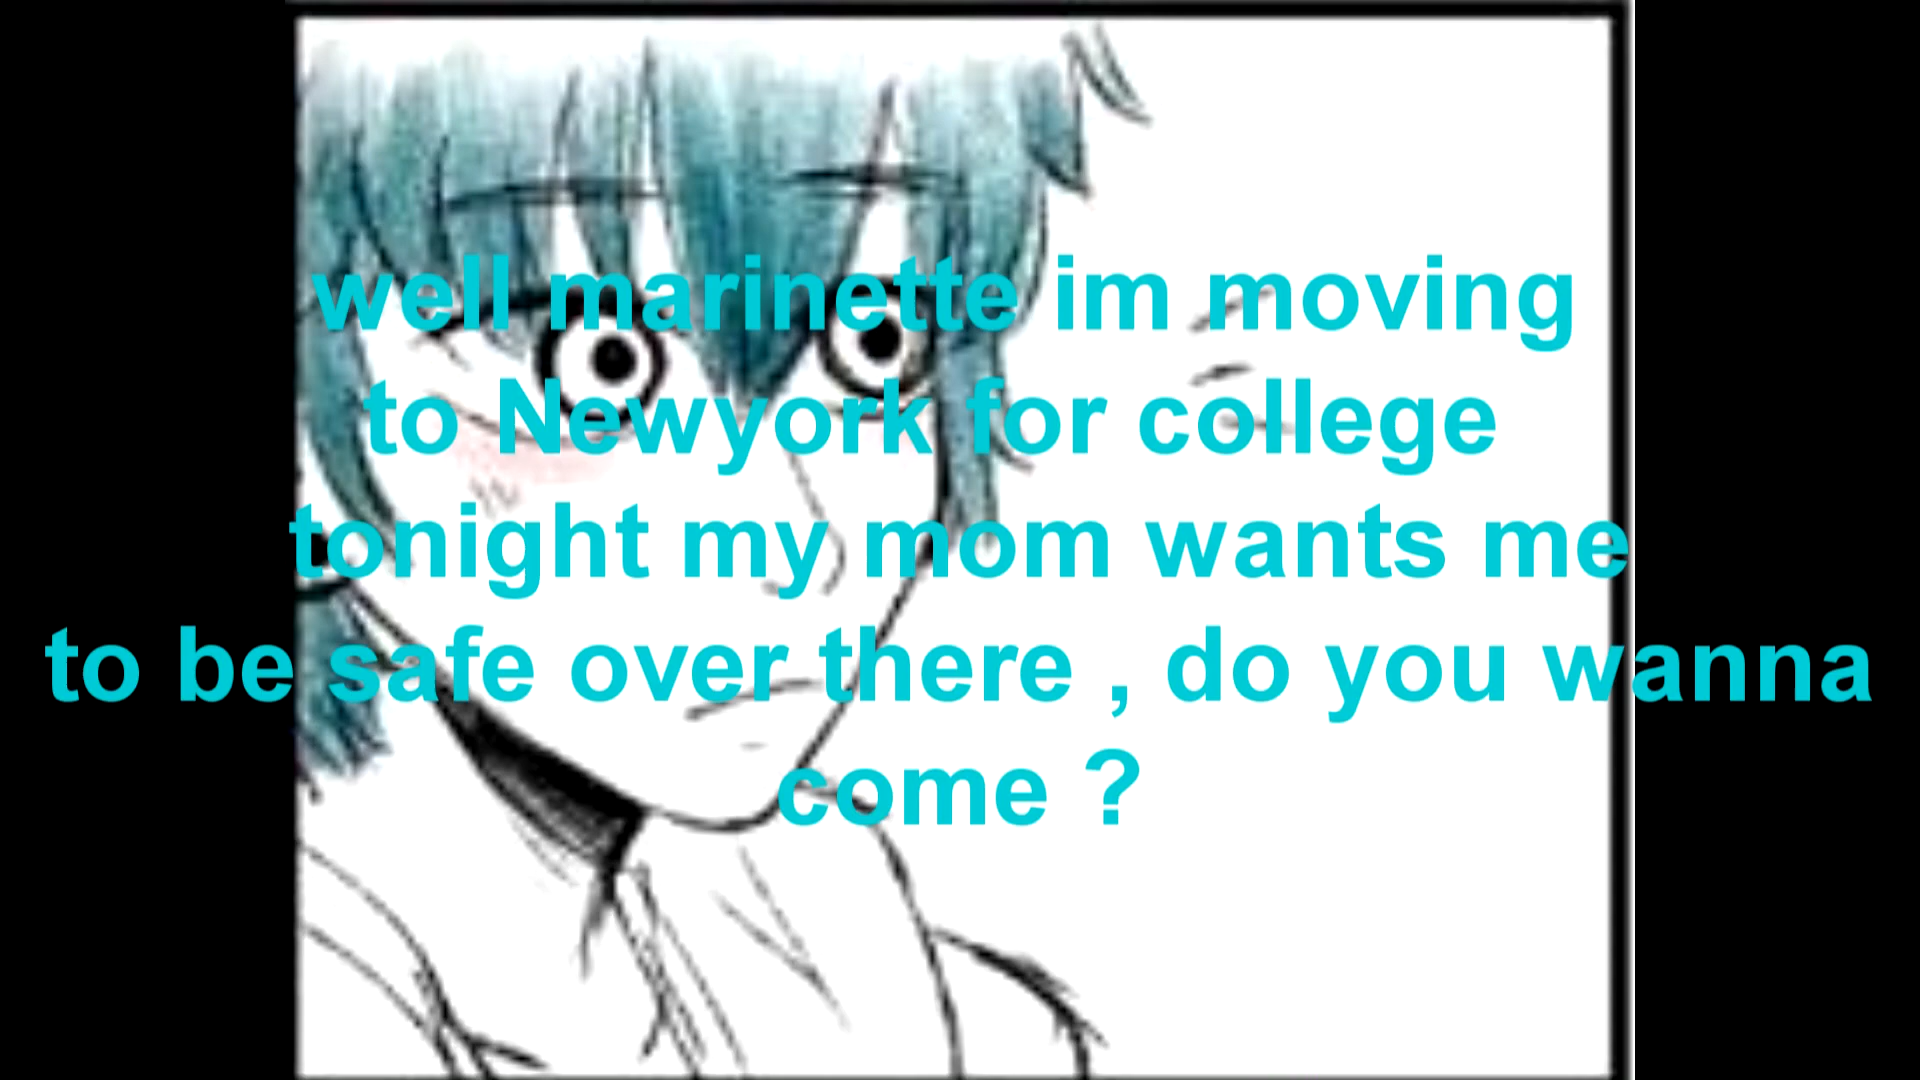 well marinette im moving
to Newyork for college
tonight my mom wants me
to be safe over there , do you wanna
come ?